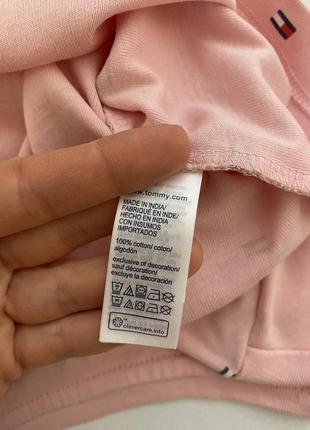 www.tommy.com
MADE IN INDIA/
FABRIQUÉ EN INDE/
HECHO EN INDIA
CON INSUMOS
IMPORTADOS
100% cotton/ coton/
algodón
exclusive of decoration/
sauf décoration/
excluye la decoración
clevercare.info